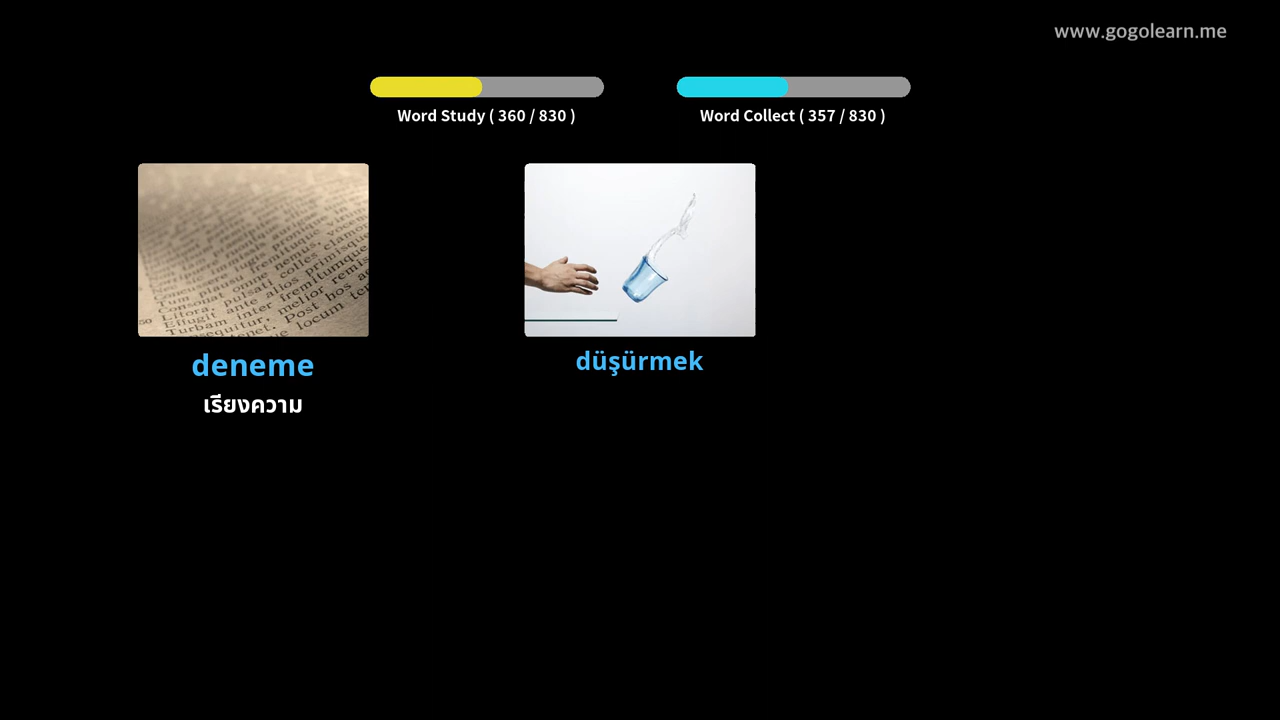 www.gogolearn.me
Word Study ( 360 / 830 )
Word Collect ( 357 / 830 )
deneme
เรียงความ
düşürmek